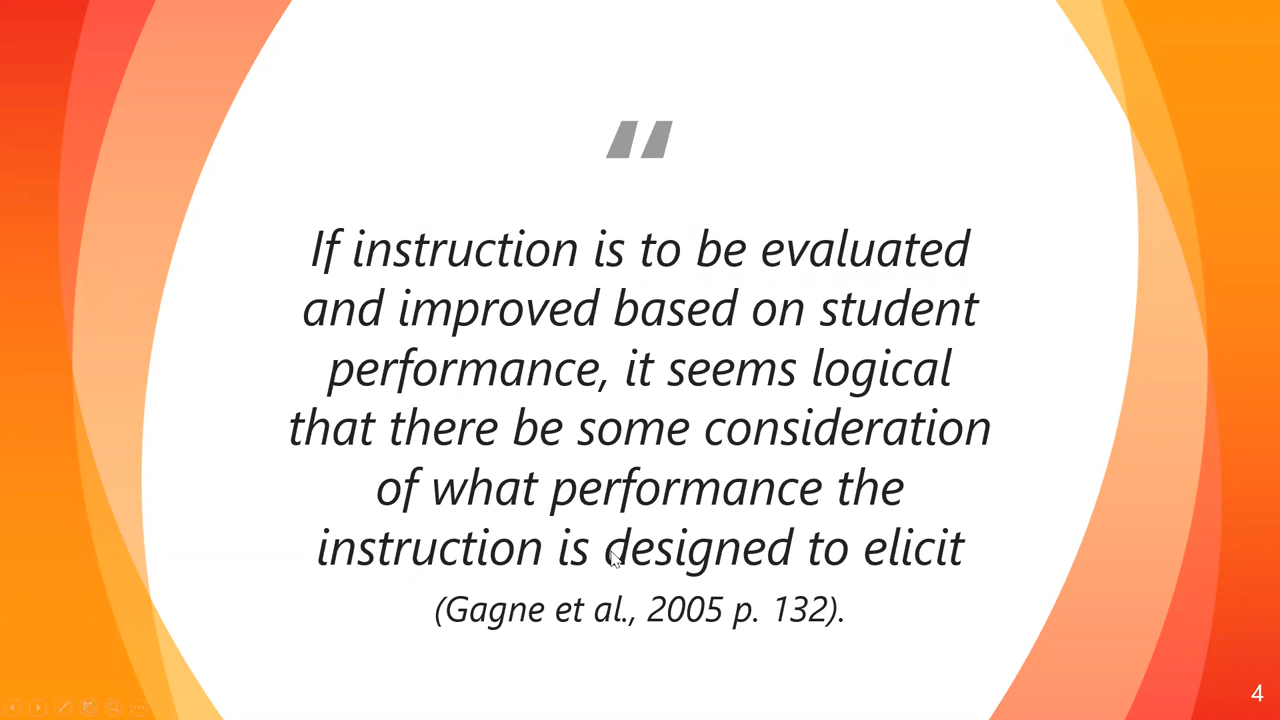 “
If instruction is to be evaluated
and improved based on student
performance, it seems logical
that there be some consideration
of what performance the
instruction is designed to elicit
(Gagne et al., 2005 p. 132).
4